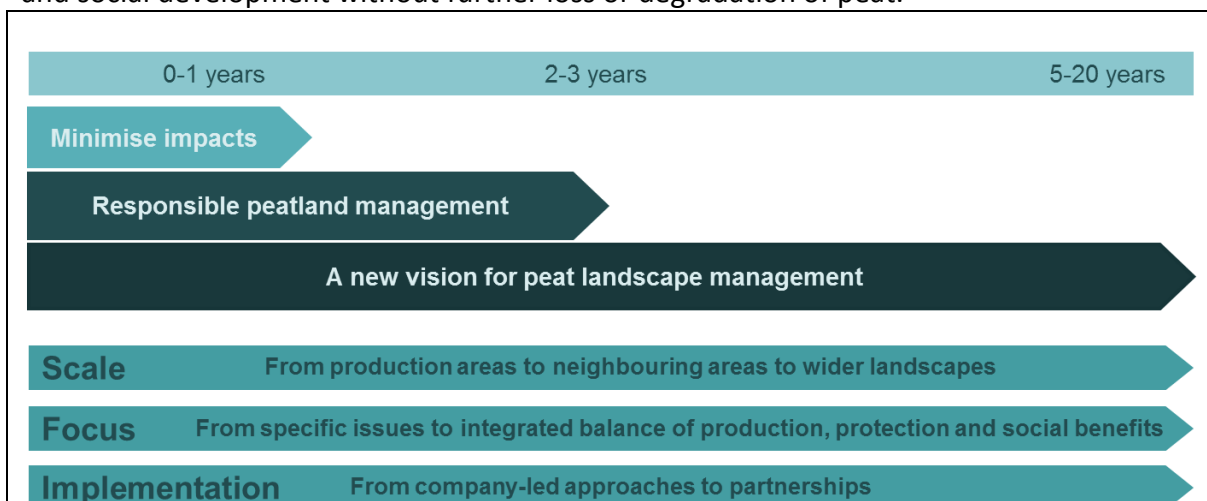 and social development without further loss or degradation of peat.
0-1 years 2-3 years 5-20 years
Minimise impacts
Responsible peatland management
A new vision for peat landscape management
Scale From production areas to neighbouring areas to wider landscapes
Focus From specific issues to integrated balance of production, protection and social benefits
Implementation From company-led approaches to partnerships